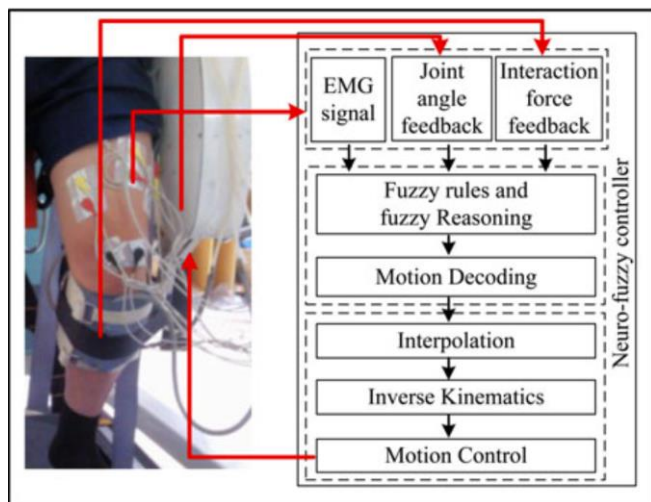 EMG
signal
Joint
angle
feedback
Interaction
force
feedback
Fuzzy rules and
fuzzy Reasoning
Motion Decoding
Interpolation
Inverse Kinematics
Motion Control
Neuro-fuzzy controller